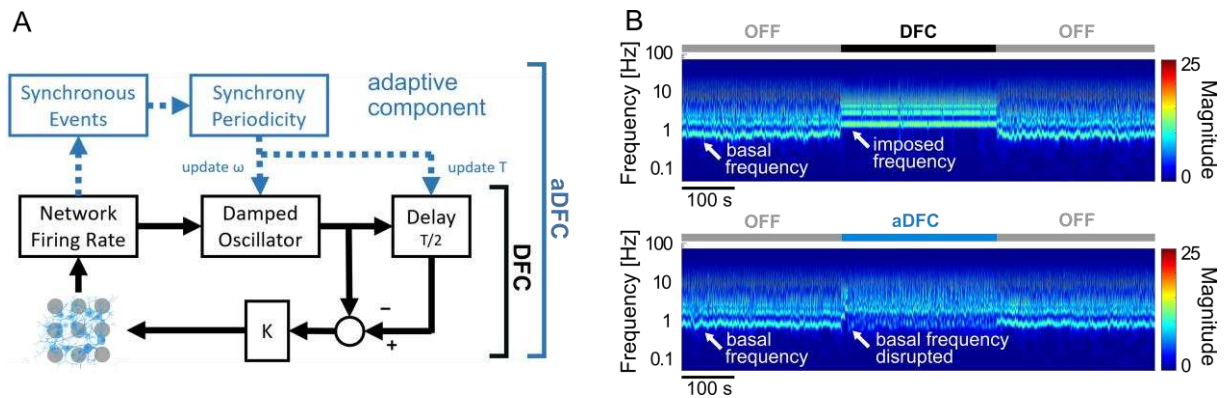 A
Synchronous
Events
Synchrony
Periodicity
adaptive
component
update ω
update T
Network
Firing Rate
Damped
Oscillator
Delay
T/2
K
−
+
DFC
aDFC
B
OFF
DFC
OFF
Frequency [Hz]
100
10
1
0.1
basal
frequency
imposed
frequency
25
0
Magnitude
100 s
OFF
aDFC
OFF
Frequency [Hz]
100
10
1
0.1
basal
frequency
basal frequency
disrupted
25
0
Magnitude
100 s